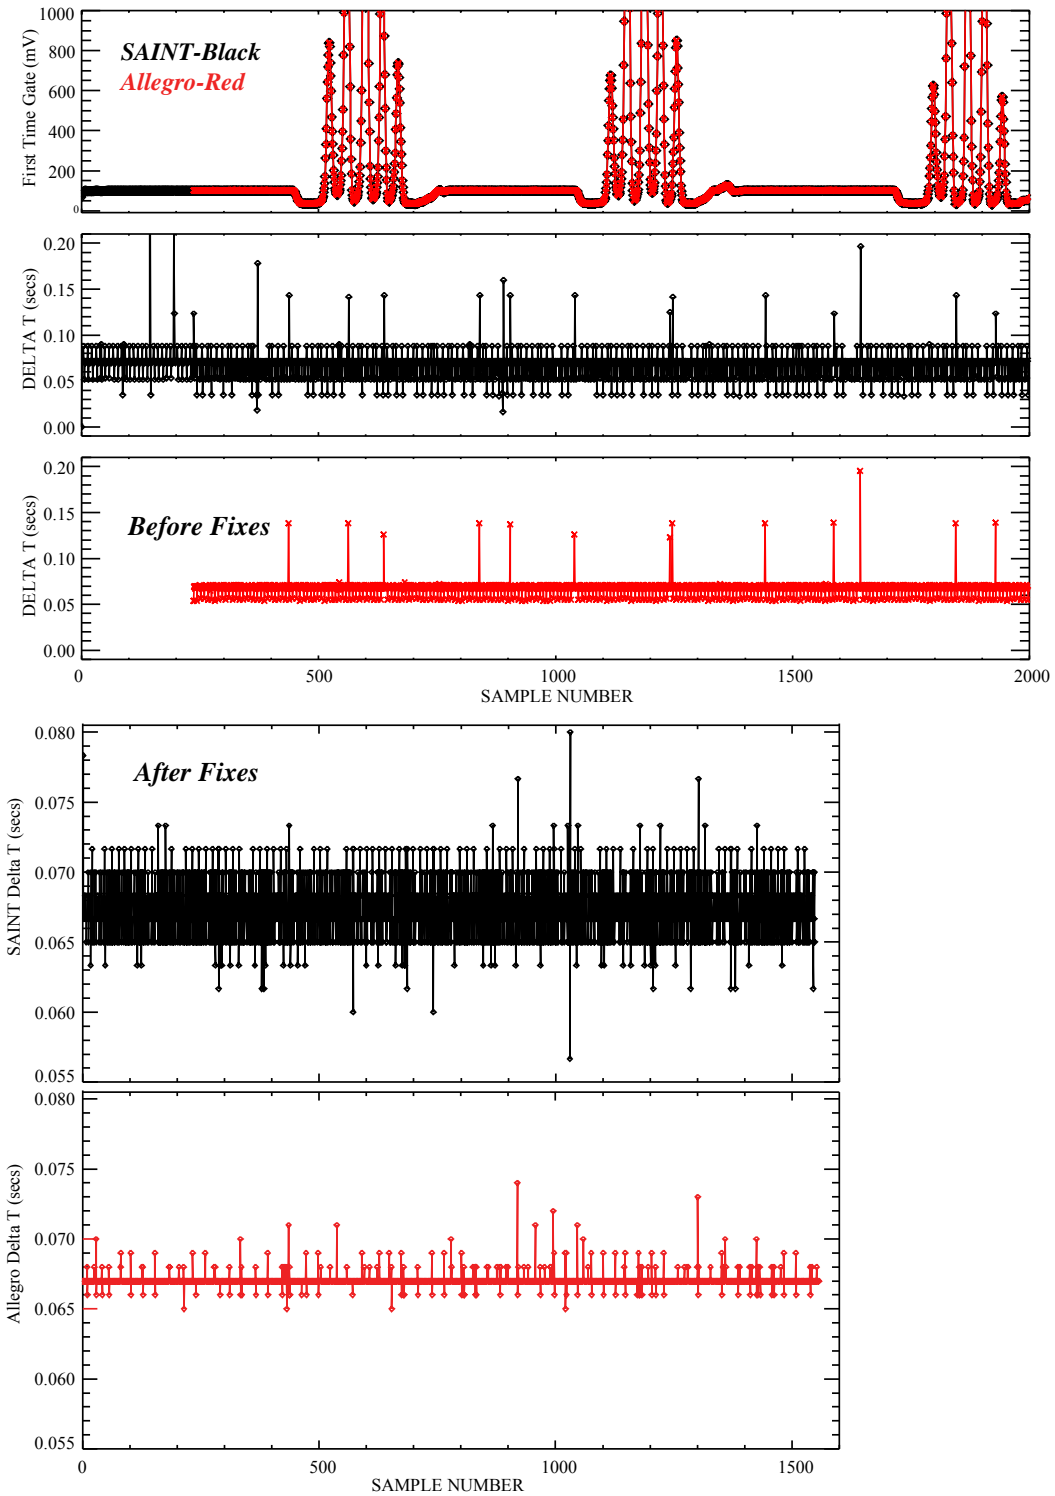 First Time Gate (mV)
1000
800
600
400
200
0
SAINT-Black
Allegro-Red
DELTA T (secs)
0.20
0.15
0.10
0.05
0.00
DELTA T (secs)
0.20
0.15
0.10
0.05
0.00
Before Fixes
0 500 1000 1500 2000
SAMPLE NUMBER
SAINT Delta T (secs)
0.080
0.075
0.070
0.065
0.060
0.055
After Fixes
Allegro Delta T (secs)
0.080
0.075
0.070
0.065
0.060
0.055
0 500 1000 1500
SAMPLE NUMBER